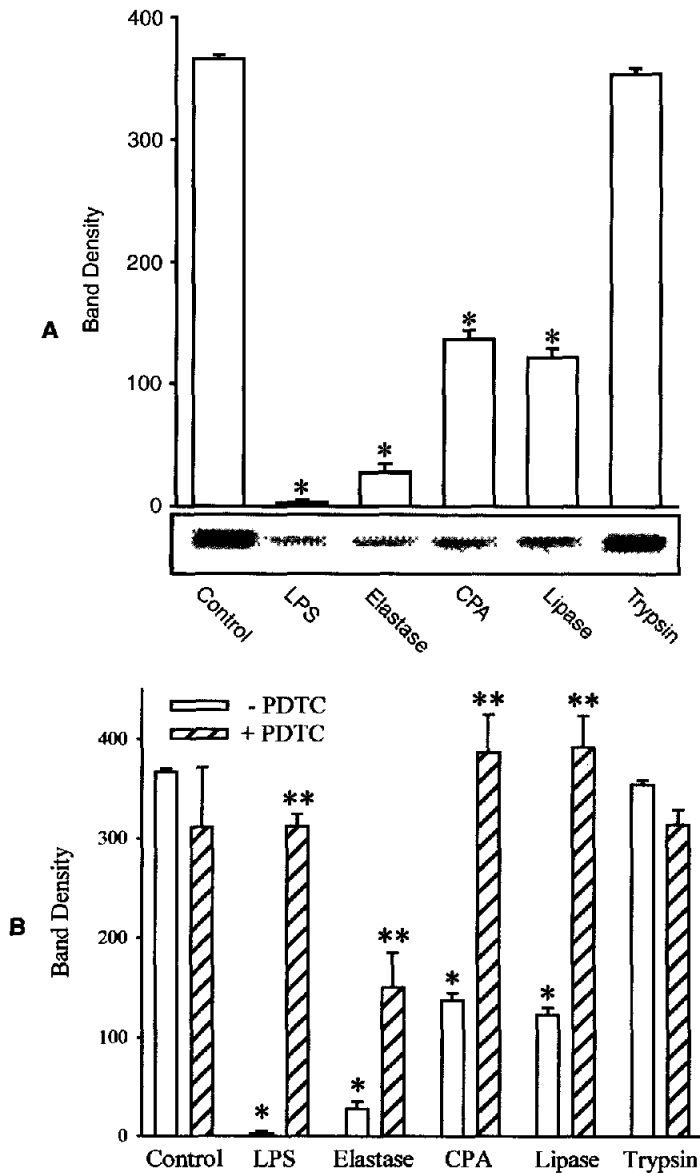 400
300
200
100
0
Band Density
A
*
*
*
*
Control
LPS
Elastase
CPA
Lipase
Trypsin
- PDTC
+ PDTC
400
300
200
100
0
Band Density
B
*
**
*
**
*
**
*
**
Control LPS Elastase CPA Lipase Trypsin